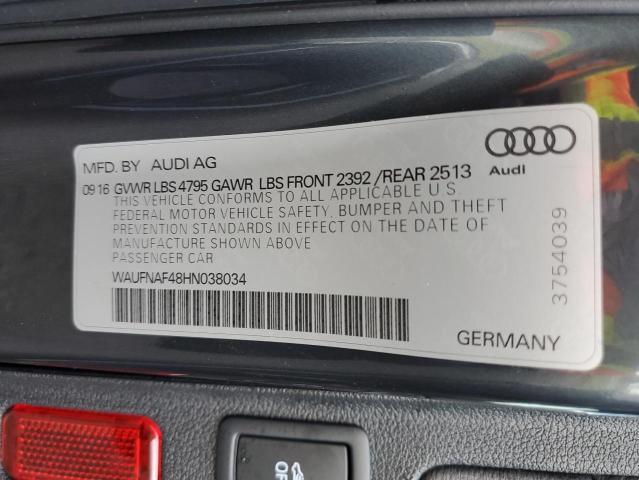 MFD. BY AUDI AG
Audi
09 16 GVWR LBS 4795 GAWR LBS FRONT 2392 /REAR 2513
THIS VEHICLE CONFORMS TO ALL APPLICABLE U S
FEDERAL MOTOR VEHICLE SAFETY, BUMPER AND THEFT
PREVENTION STANDARDS IN EFFECT ON THE DATE OF
MANUFACTURE SHOWN ABOVE
PASSENGER CAR
WAUFNAF48HN038034
3754039
GERMANY
OFF